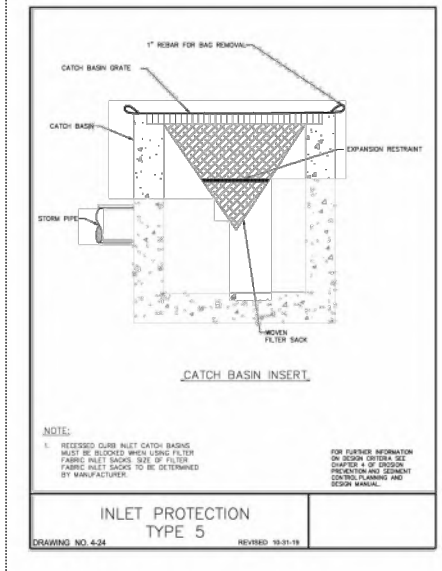 1" REBAR FOR BAG REMOVAL
CATCH BASIN GRATE
CATCH BASIN
EXPANSION RESTRAINT
STORM PIPE
WOVEN
FILTER SACK
CATCH BASIN INSERT
NOTE:
1. RECESSED CURB INLET CATCH BASINS
MUST BE BLOCKED WHEN USING FILTER
FABRIC INLET SACKS. SIZE OF FILTER
FABRIC INLET SACKS TO BE DETERMINED
BY MANUFACTURER.
FOR FURTHER INFORMATION
ON DESIGN CRITERIA SEE
CHAPTER 4 OF EROSION
PREVENTION AND SEDIMENT
CONTROL PLANNING AND
DESIGN MANUAL.
INLET PROTECTION
TYPE 5
DRAWING NO. 4-24
REVISED 10-31-19